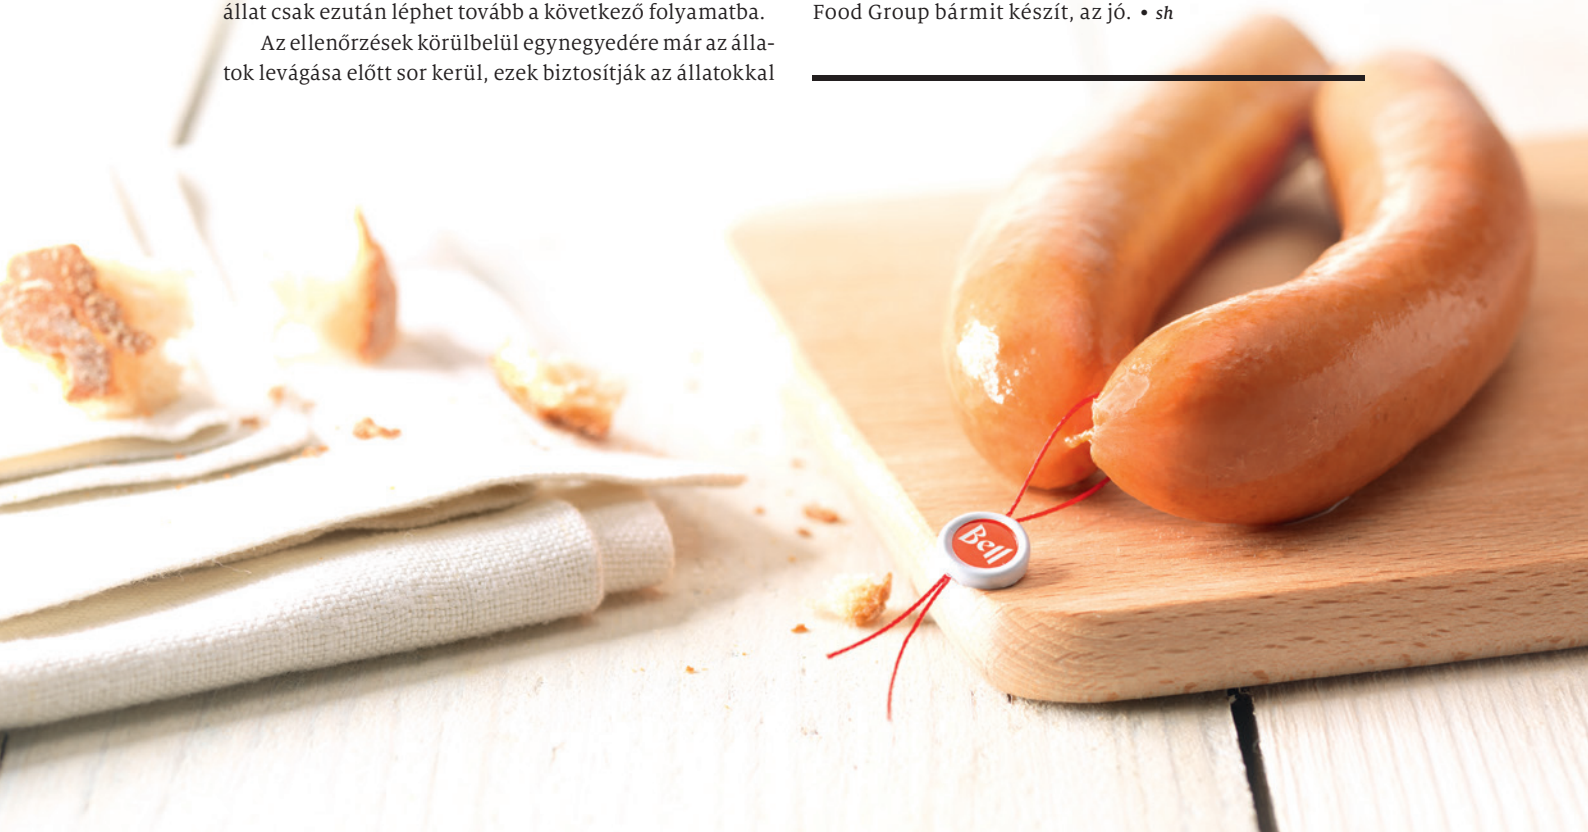 állat csak ezután léphet tovább a következő folyamatba.
Az ellenőrzések körülbelül egynegyedére már az álla-
tok levágása előtt sor kerül, ezek biztosítják az állatokkal
Food Group bármit készít, az jó. • sh
Bell